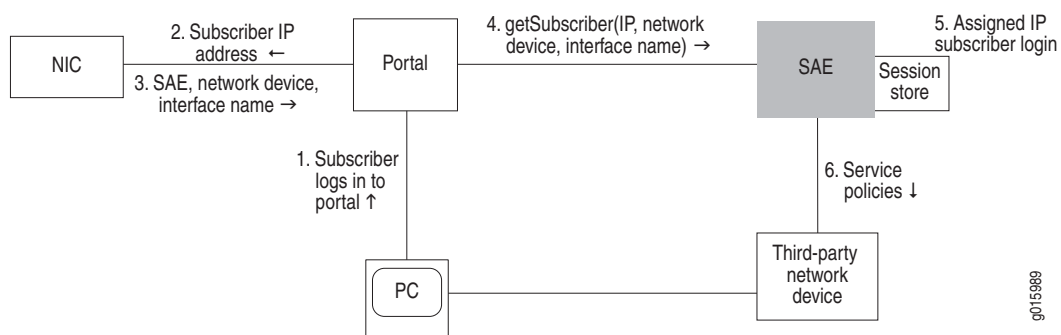 NIC
2. Subscriber IP
address ←
3. SAE, network device,
interface name →
Portal
4. getSubscriber(IP, network
device, interface name) →
SAE
5. Assigned IP
subscriber login
Session
store
1. Subscriber
logs in to
portal ↑
6. Service
policies ↓
PC
Third-party
network
device
g015989